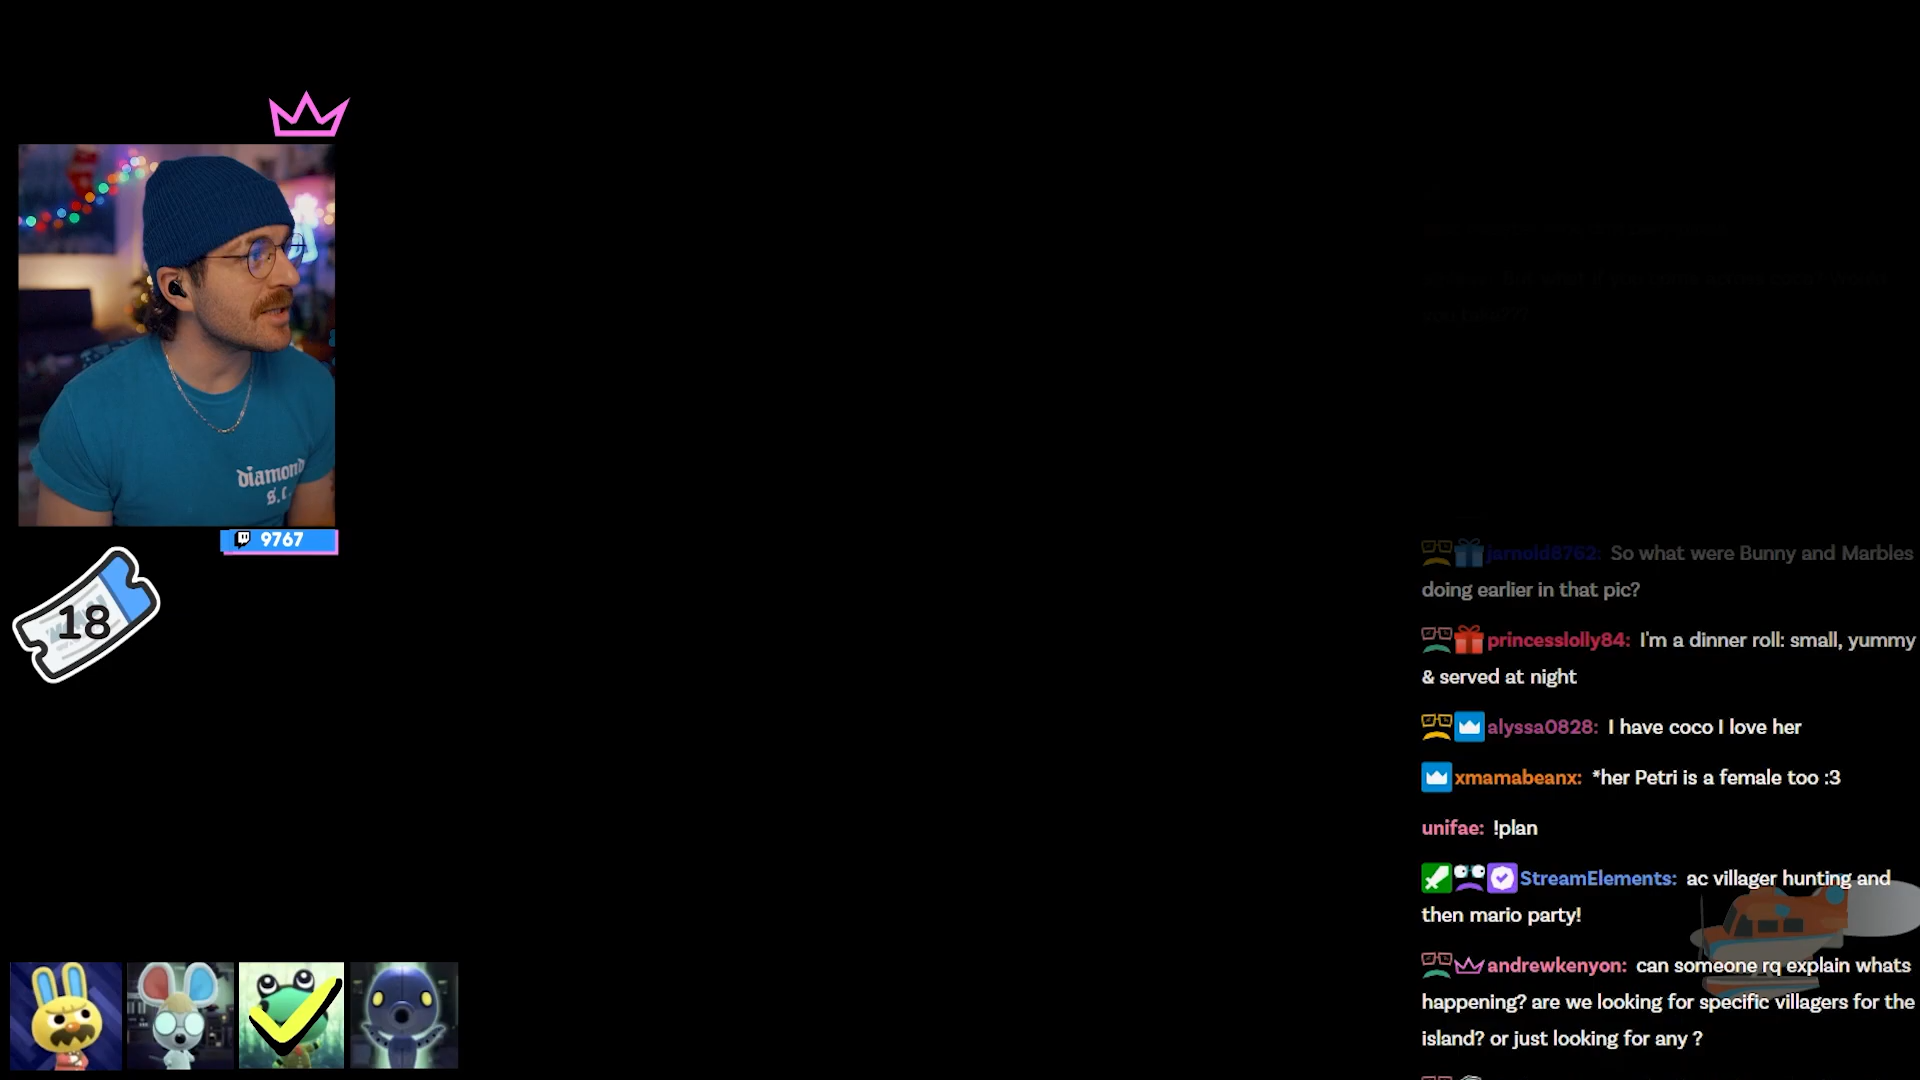 diamond
s.c.
9767
18
jarnold8762: So what were Bunny and Marbles
doing earlier in that pic?
princesslolly84: I'm a dinner roll: small, yummy
& served at night
alyssa0828: I have coco I love her
xmamabeanx: *her Petri is a female too :3
unifae: !plan
StreamElements: ac villager hunting and
then mario party!
andrewkenyon: can someone rq explain whats
happening? are we looking for specific villagers for the
island? or just looking for any ?